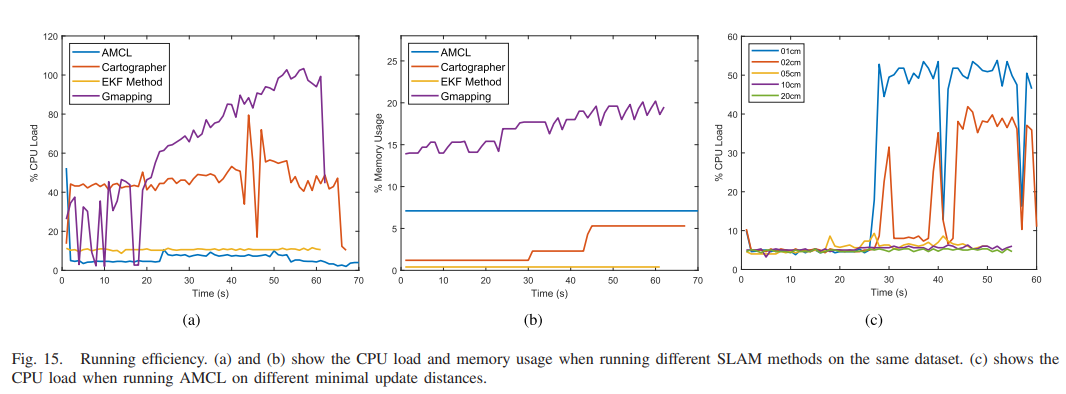 120
100
80
60
40
20
0
% CPU Load
AMCL
Cartographer
EKF Method
Gmapping
0 10 20 30 40 50 60 70
Time (s)
(a)
25
20
15
10
5
0
% Memory Usage
AMCL
Cartographer
EKF Method
Gmapping
0 10 20 30 40 50 60 70
Time (s)
(b)
60
50
40
30
20
10
0
% CPU Load
01cm
02cm
05cm
10cm
20cm
0 10 20 30 40 50 60
Time (s)
(c)
Fig. 15. Running efficiency. (a) and (b) show the CPU load and memory usage when running different SLAM methods on the same dataset. (c) shows the
CPU load when running AMCL on different minimal update distances.